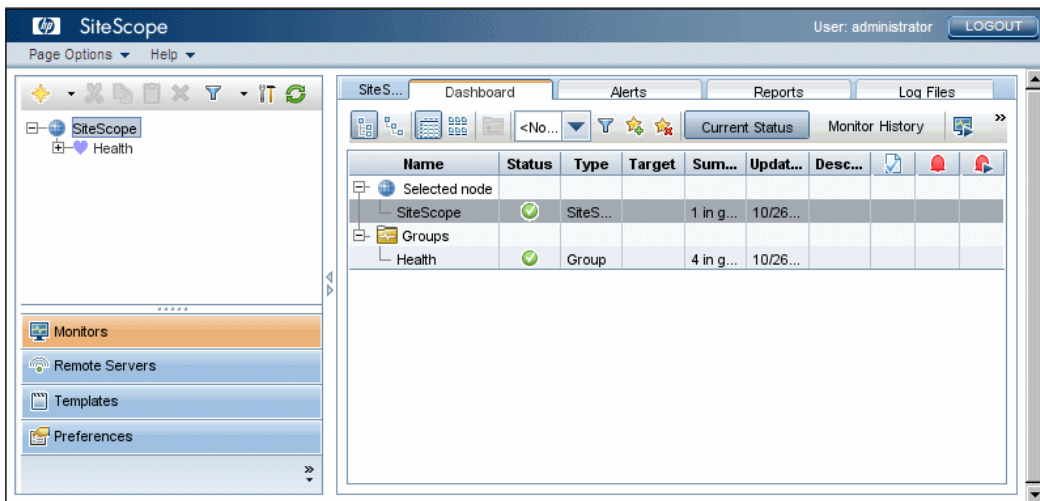 hp SiteScope User: administrator LOGOUT
Page Options Help
SiteS... Dashboard Alerts Reports Log Files
<No... Current Status Monitor History »
SiteScope
Health
Name Status Type Target Sum... Updat... Desc...
Selected node
SiteScope SiteS... 1 in g... 10/26...
Groups
Health Group 4 in g... 10/26...
Monitors
Remote Servers
Templates
Preferences
»